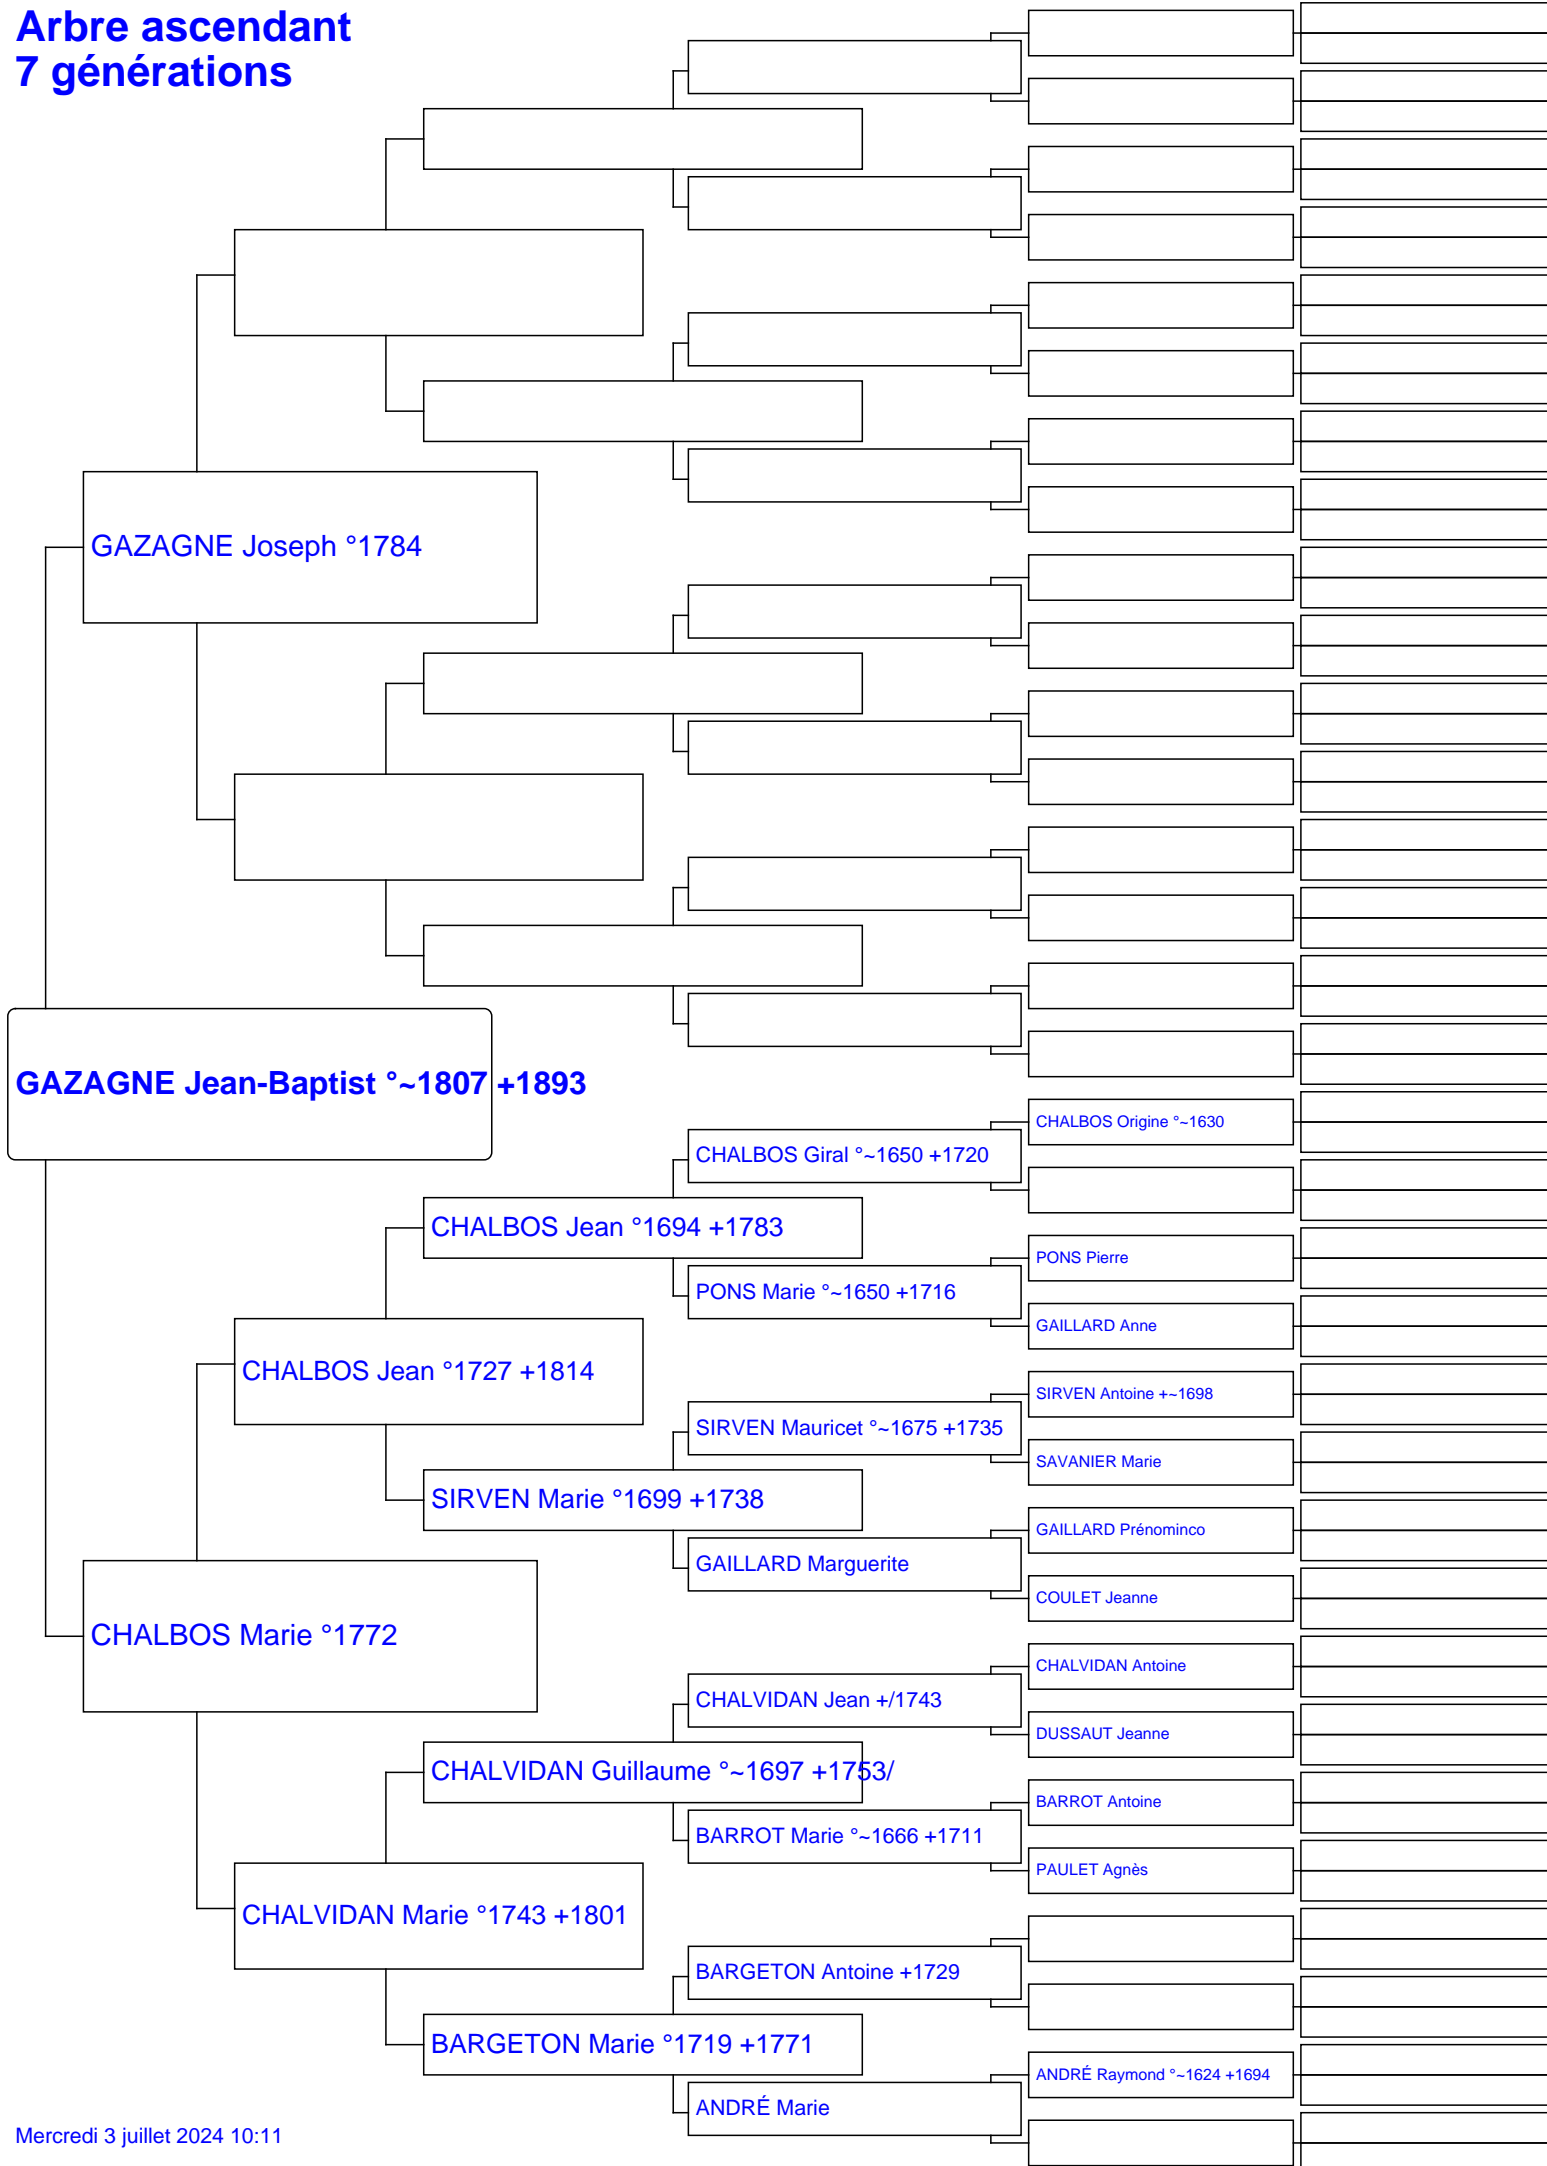 Arbre ascendant
7 générations
GAZAGNE Joseph °1784
GAZAGNE Jean-Baptist °~1807 +1893
CHALBOS Origine °~1630
CHALBOS Giral °~1650 +1720
CHALBOS Jean °1694 +1783
PONS Pierre
PONS Marie °~1650 +1716
GAILLARD Anne
CHALBOS Jean °1727 +1814
SIRVEN Antoine +~1698
SIRVEN Mauricet °~1675 +1735
SAVANIER Marie
SIRVEN Marie °1699 +1738
GAILLARD Prénominco
GAILLARD Marguerite
COULET Jeanne
CHALBOS Marie °1772
CHALVIDAN Antoine
CHALVIDAN Jean +/1743
DUSSAUT Jeanne
CHALVIDAN Guillaume °~1697 +1753/
BARROT Antoine
BARROT Marie °~1666 +1711
PAULET Agnès
CHALVIDAN Marie °1743 +1801
BARGETON Antoine +1729
BARGETON Marie °1719 +1771
ANDRÉ Raymond °~1624 +1694
ANDRÉ Marie
Mercredi 3 juillet 2024 10:11